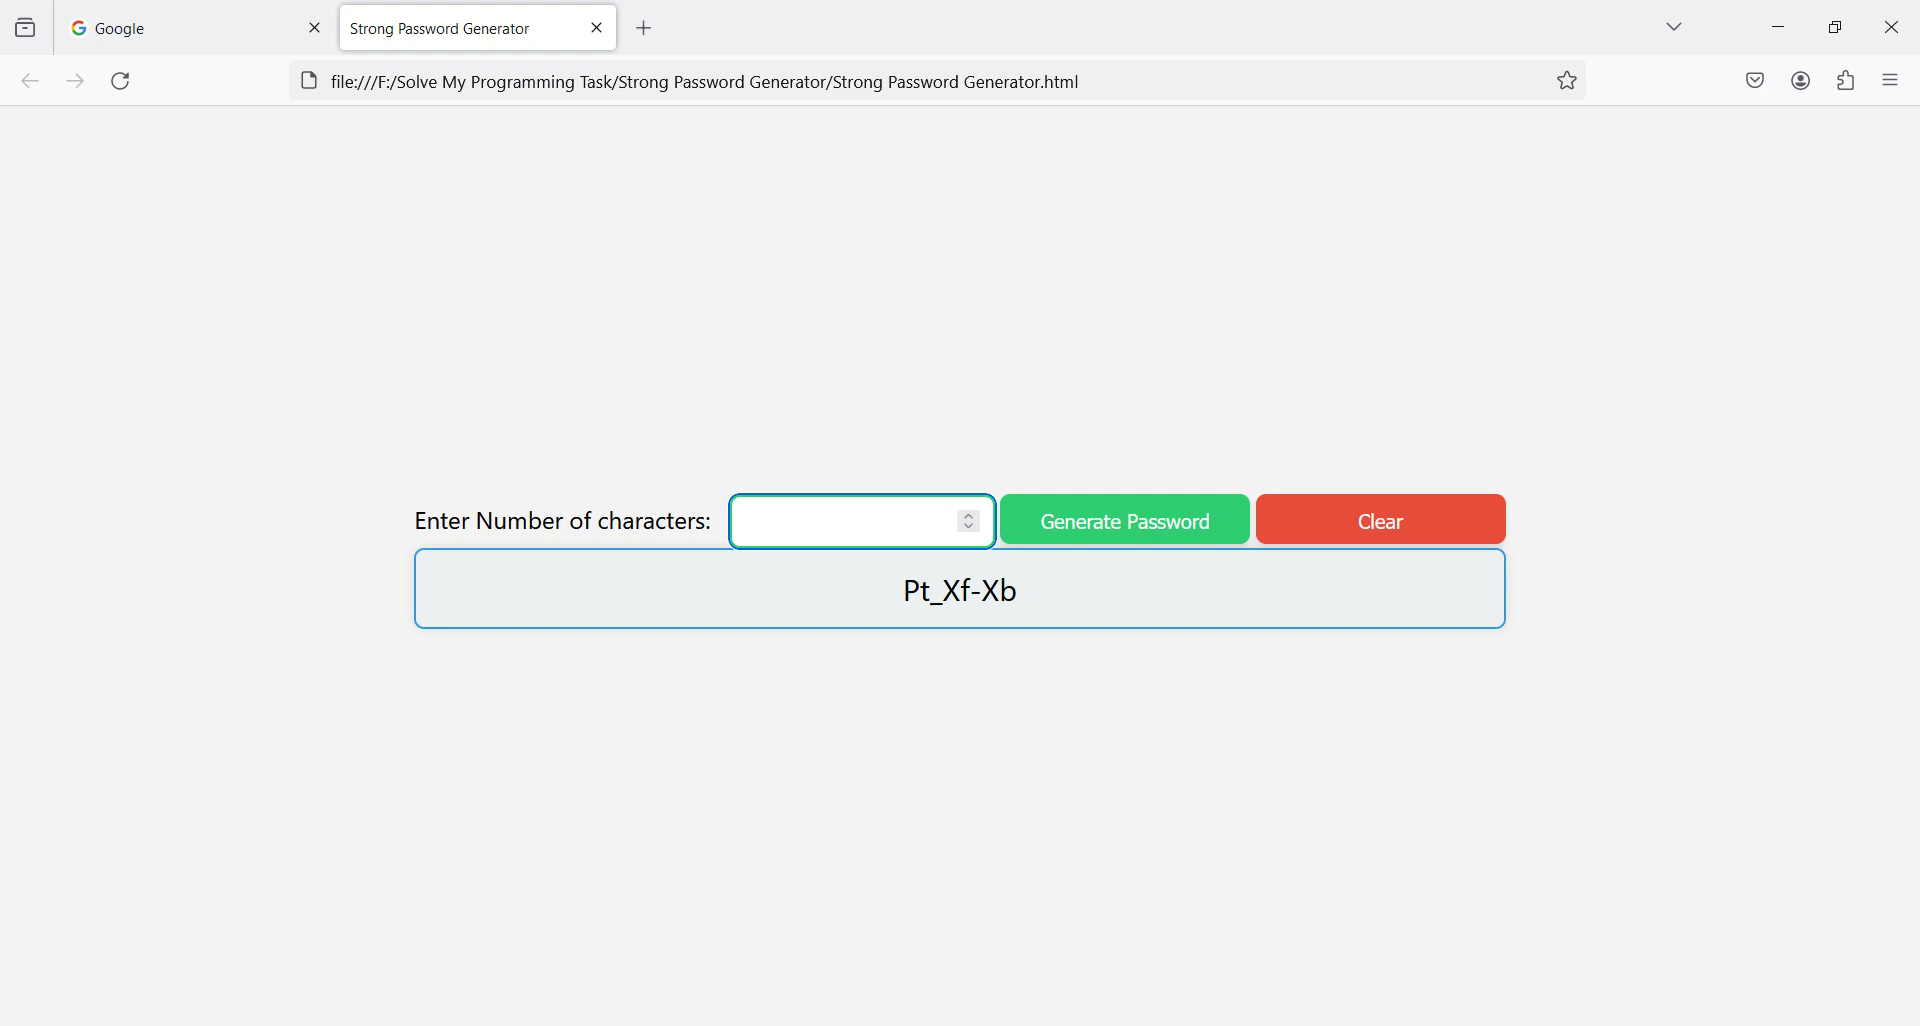 Google
Strong Password Generator
file:///F:/Solve My Programming Task/Strong Password Generator/Strong Password Generator.html
Enter Number of characters:
Generate Password
Clear
Pt_Xf-Xb